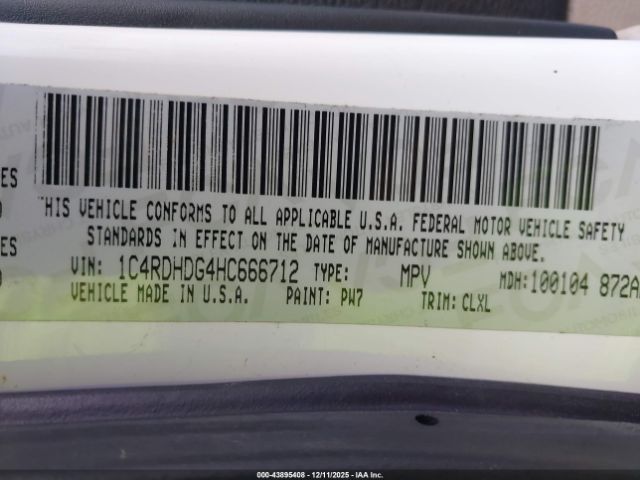 ES
THIS VEHICLE CONFORMS TO ALL APPLICABLE U.S.A. FEDERAL MOTOR VEHICLE SAFETY
STANDARDS IN EFFECT ON THE DATE OF MANUFACTURE SHOWN ABOVE.
ES
VIN: 1C4RDHDG4HC666712 TYPE: MPV MDH:100104 872A
VEHICLE MADE IN U.S.A. PAINT: PW7 TRIM: CLXL
000-43895408 - 12/11/2025 - IAA Inc.